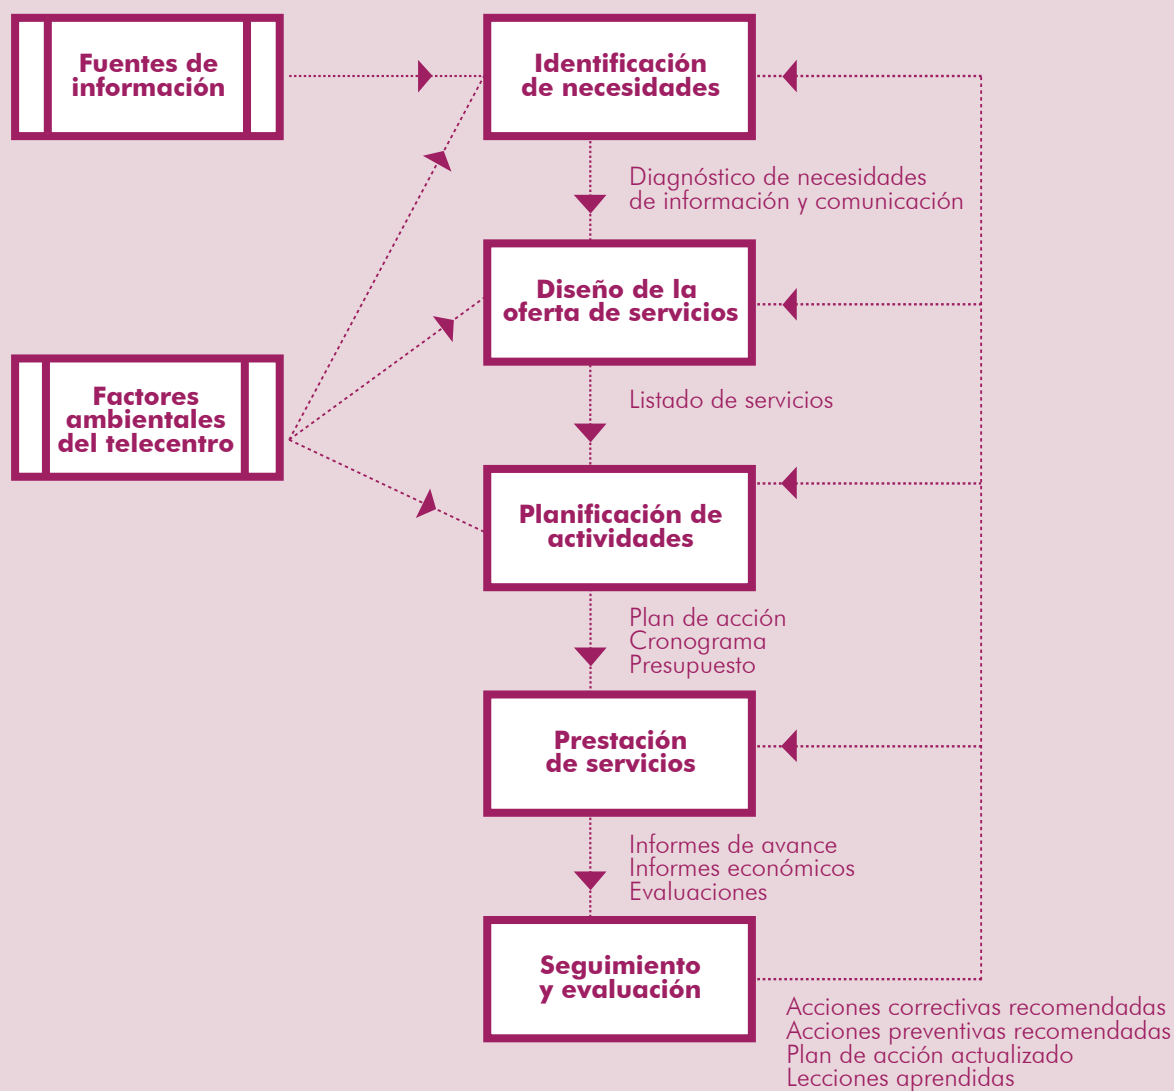 Fuentes de
información
Identificación
de necesidades
Diagnóstico de necesidades
de información y comunicación
Diseño de la
oferta de servicios
Factores
ambientales
del telecentro
Listado de servicios
Planificación de
actividades
Plan de acción
Cronograma
Presupuesto
Prestación
de servicios
Informes de avance
Informes económicos
Evaluaciones
Seguimiento
y evaluación
Acciones correctivas recomendadas
Acciones preventivas recomendadas
Plan de acción actualizado
Lecciones aprendidas